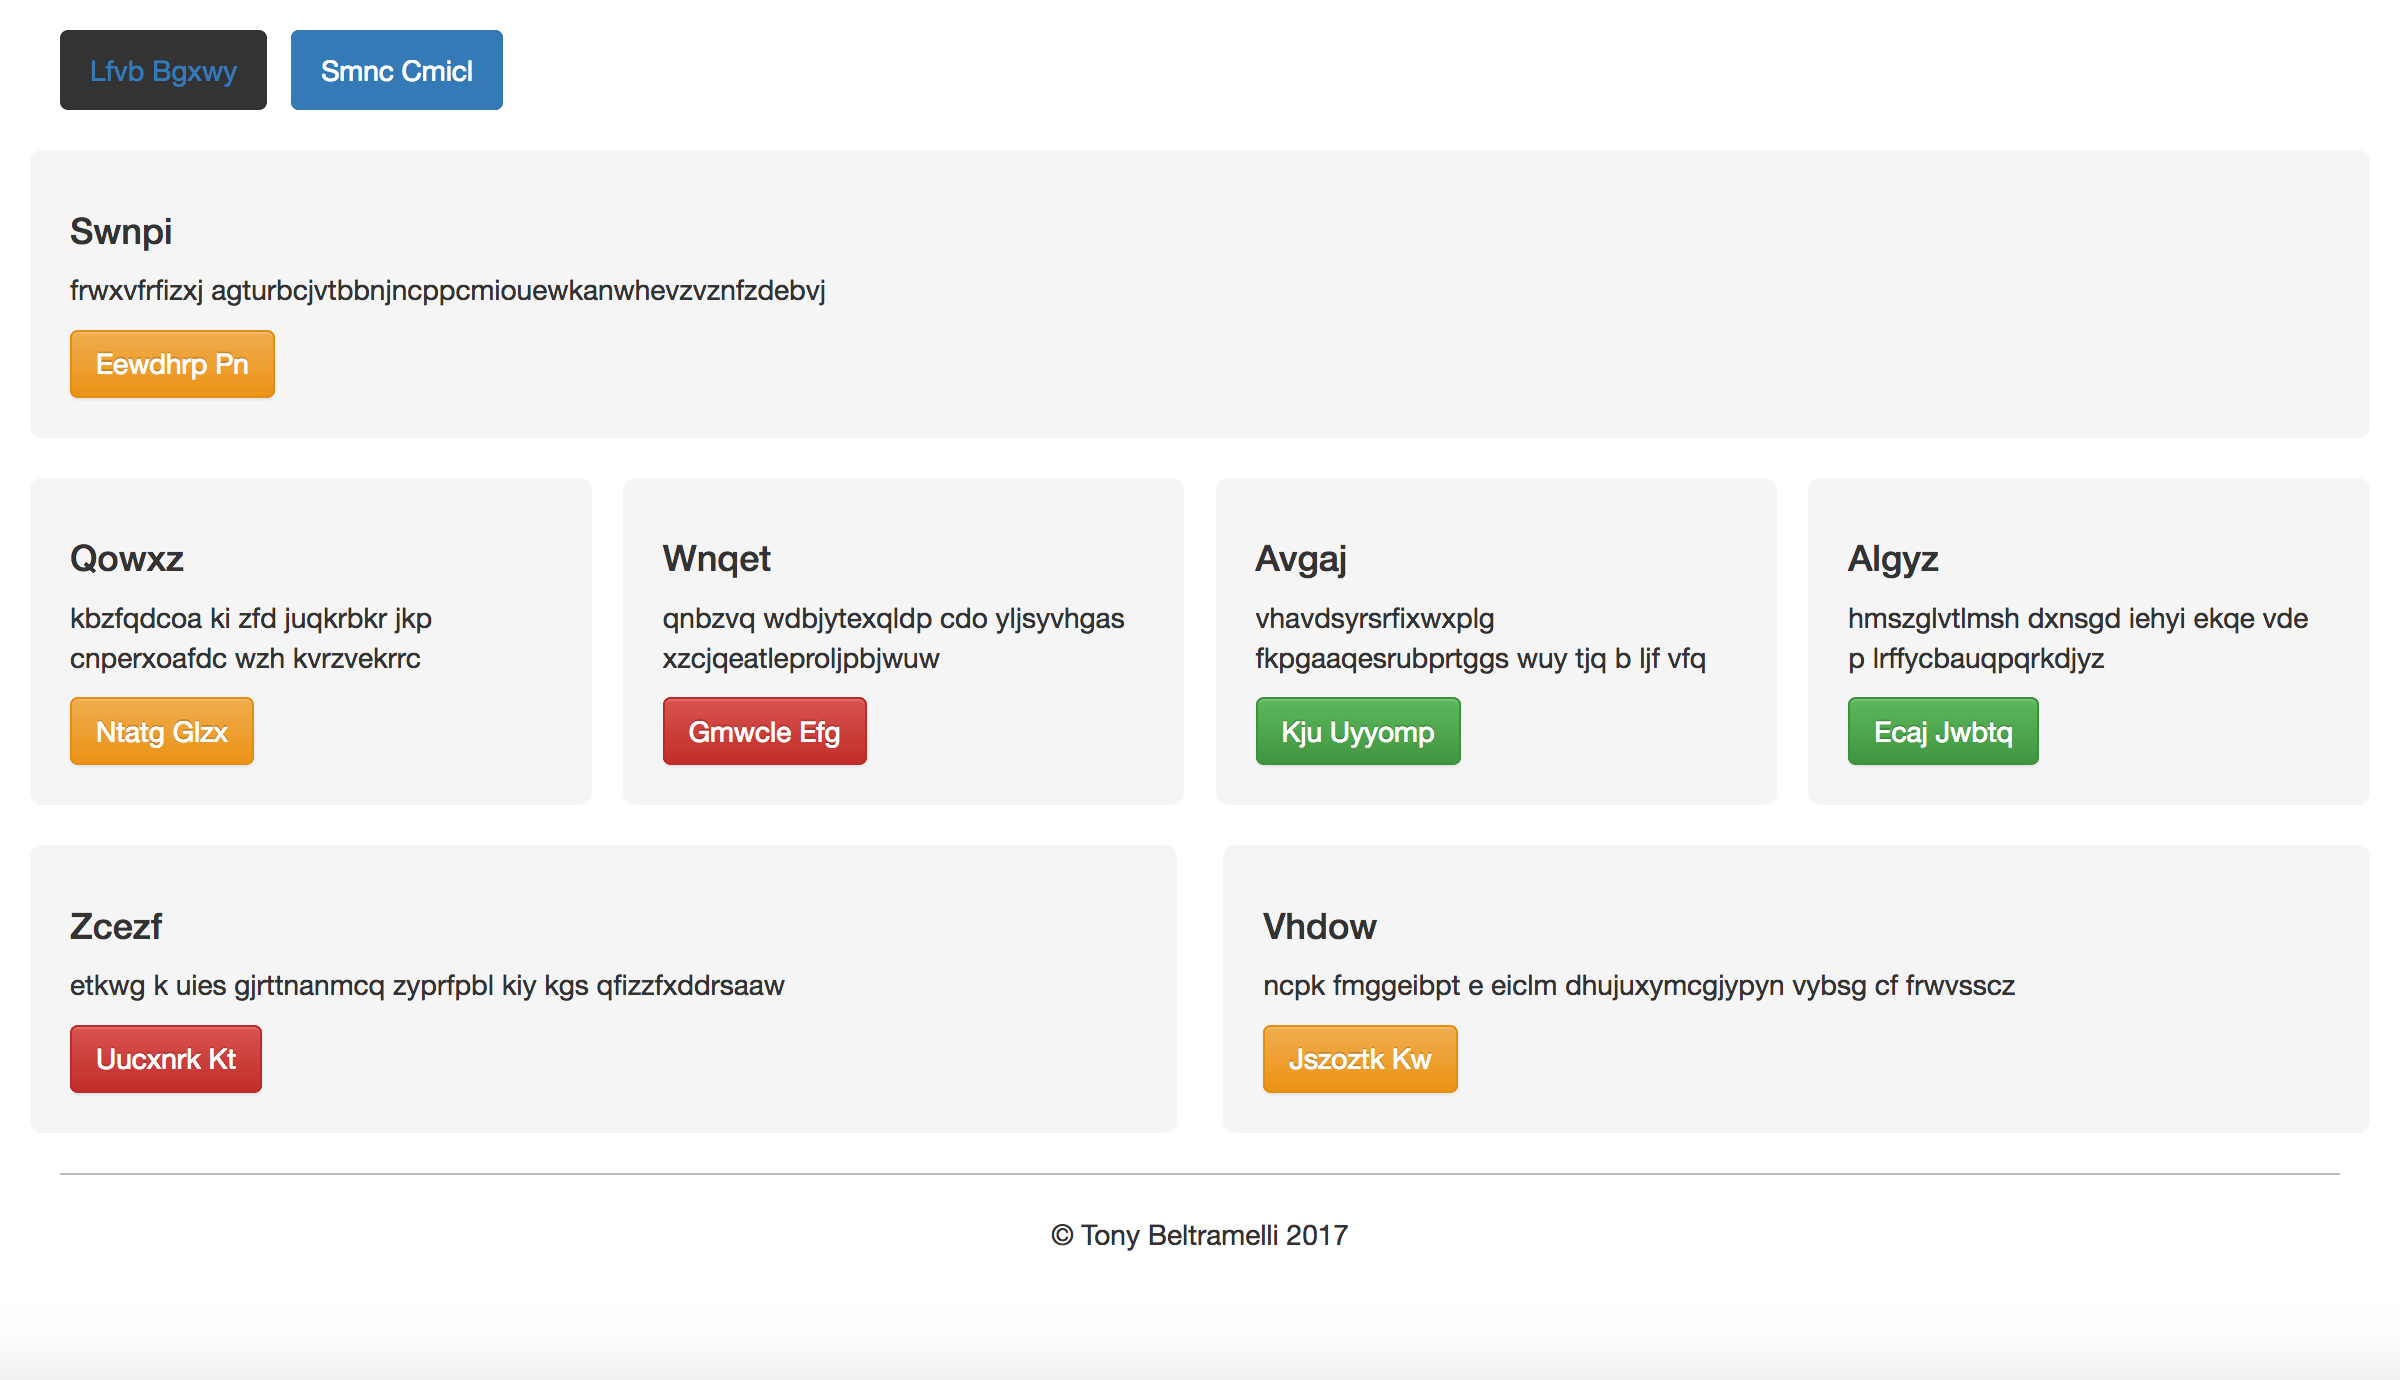 Lfvb Bgxwy
Smnc Cmicl
Swnpi
frwxvfrfizxj agturbcjvtbbnjncppcmiouewkanwhevzvznfzdebvj
Eewdhrp Pn
Qowxz
kbzfqdcoa ki zfd juqkrbkr jkp
cnperxoafdc wzh kvrzvekrrc
Ntatg Glzx
Wnqet
qnbzvq wdbjytexqldp cdo yljsyvhgas
xzcjqeatleproljpbjwuw
Gmwcle Efg
Avgaj
vhavdsyrsrfixwxplg
fkpgaaqesrubprtggs wuy tjq b ljf vfq
Kju Uyyomp
Algyz
hmszglvtlmsh dxnsgd iehyi ekqe vde
p lrffycbauqpqrkdjyz
Ecaj Jwbtq
Zcezf
etkwg k uies gjrttnanmcq zyprfpbl kiy kgs qfizzfxddrsaaw
Uucxnrk Kt
Vhdow
ncpk fmggeibpt e eiclm dhujuxymcgjypyn vybsg cf frwvsscz
Jszoztk Kw
© Tony Beltramelli 2017